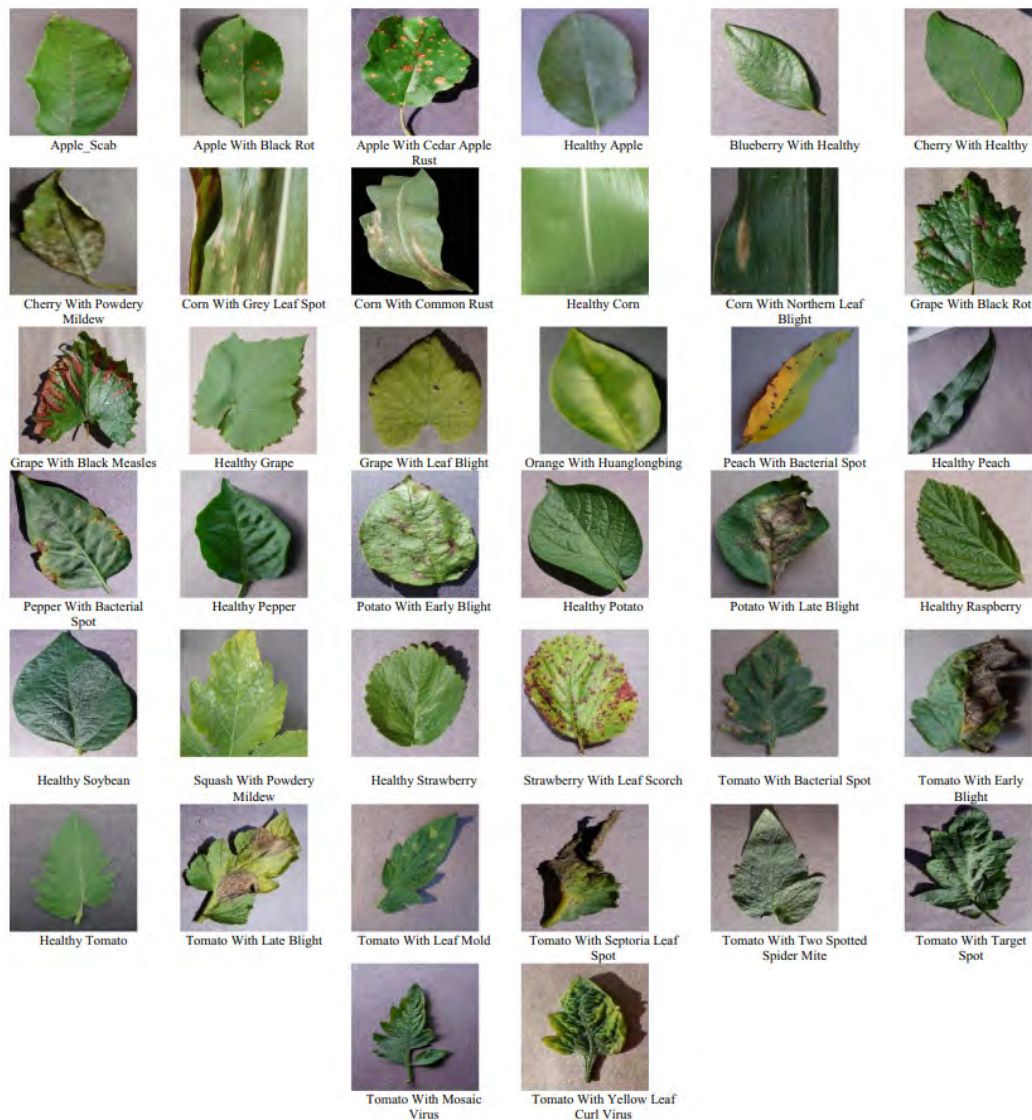 Apple_Scab
Apple With Black Rot
Apple With Cedar Apple
Rust
Healthy Apple
Blueberry With Healthy
Cherry With Healthy
Cherry With Powdery
Mildew
Corn With Grey Leaf Spot
Corn With Common Rust
Healthy Corn
Corn With Northern Leaf
Blight
Grape With Black Rot
Grape With Black Measles
Healthy Grape
Grape With Leaf Blight
Orange With Huanglongbing
Peach With Bacterial Spot
Healthy Peach
Pepper With Bacterial
Spot
Healthy Pepper
Potato With Early Blight
Healthy Potato
Potato With Late Blight
Healthy Raspberry
Healthy Soybean
Squash With Powdery
Mildew
Healthy Strawberry
Strawberry With Leaf Scorch
Tomato With Bacterial Spot
Tomato With Early
Blight
Healthy Tomato
Tomato With Late Blight
Tomato With Leaf Mold
Tomato With Septoria Leaf
Spot
Tomato With Two Spotted
Spider Mite
Tomato With Target
Spot
Tomato With Mosaic
Virus
Tomato With Yellow Leaf
Curl Virus